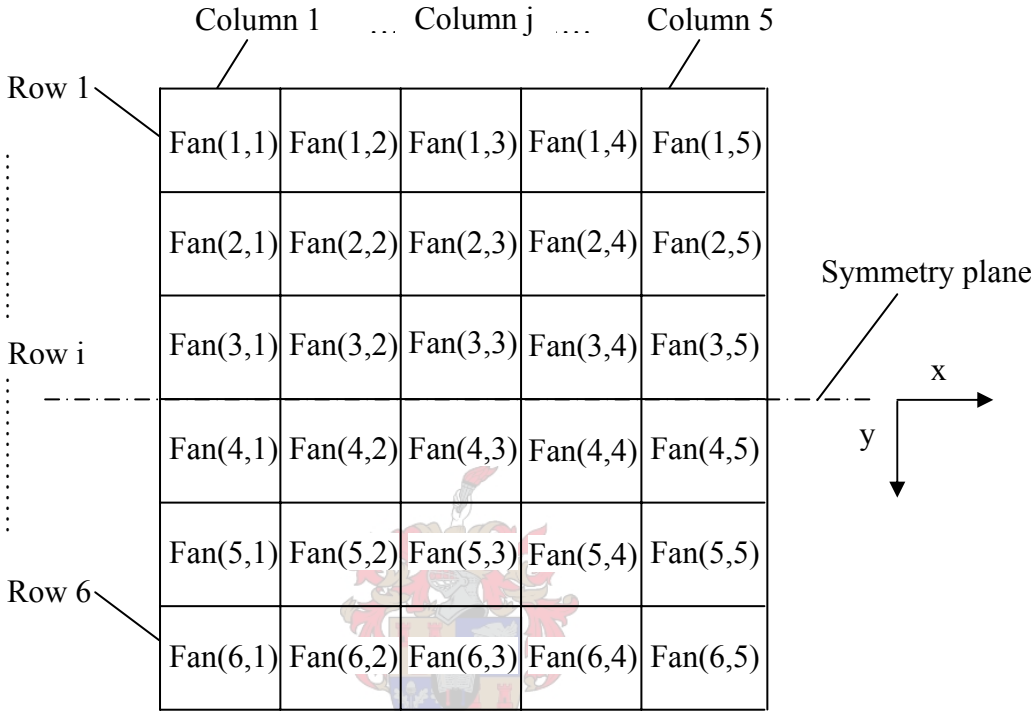 Column 1 ... Column j .... Column 5
Row 1
Fan(1,1) Fan(1,2) Fan(1,3) Fan(1,4) Fan(1,5)
Fan(2,1) Fan(2,2) Fan(2,3) Fan(2,4) Fan(2,5)
Symmetry plane
Fan(3,1) Fan(3,2) Fan(3,3) Fan(3,4) Fan(3,5)
Row i
x
y
Fan(4,1) Fan(4,2) Fan(4,3) Fan(4,4) Fan(4,5)
Fan(5,1) Fan(5,2) Fan(5,3) Fan(5,4) Fan(5,5)
Row 6
Fan(6,1) Fan(6,2) Fan(6,3) Fan(6,4) Fan(6,5)